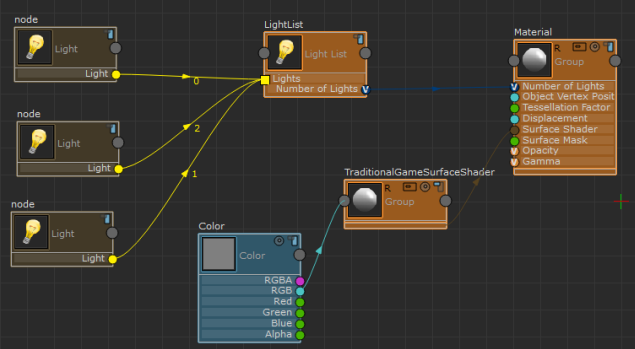 node
Light
Light
node
Light
Light
node
Light
Light
0
2
1
LightList
Light List
Lights
Number of Lights
V
Color
Color
RGBA
RGB
Red
Green
Blue
Alpha
TraditionalGameSurfaceShader
R
Group
Material
R
Group
V Number of Lights
Object Vertex Posit
Tessellation Factor
Displacement
Surface Shader
Surface Mask
Opacity
Gamma